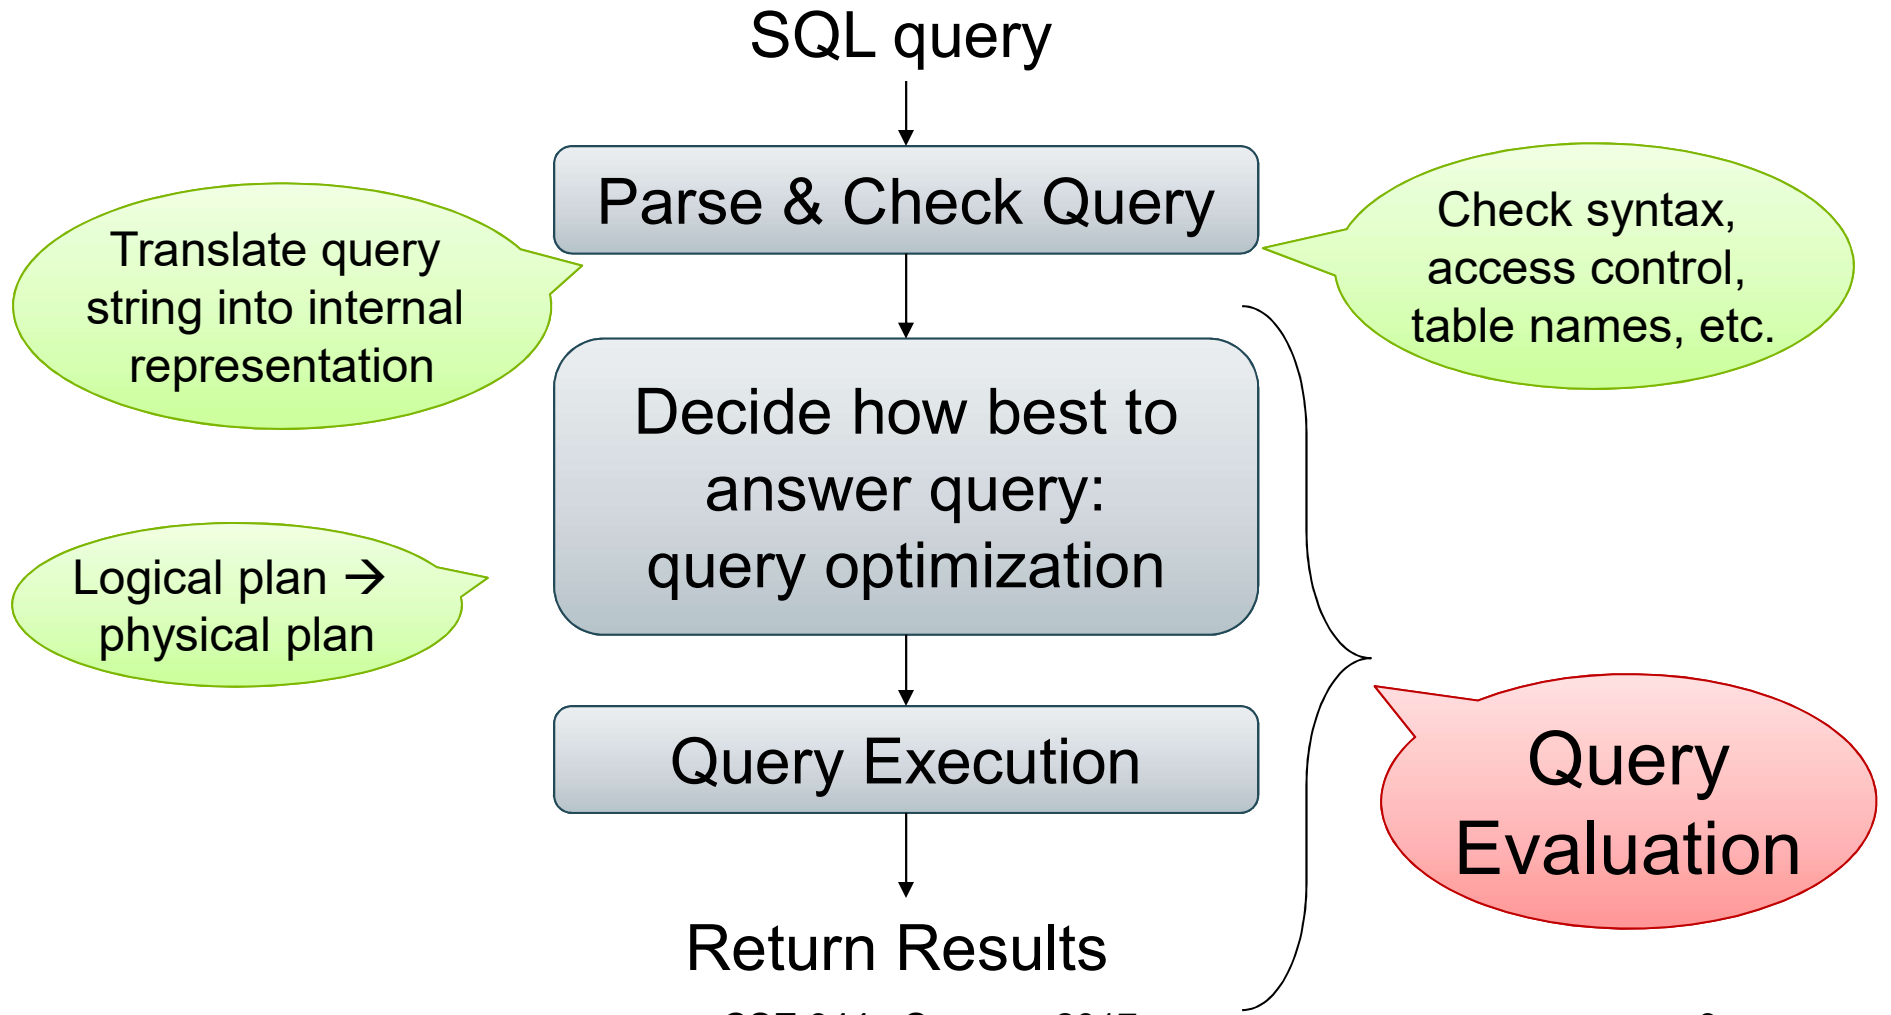 SQL query
Parse & Check Query
Translate query
string into internal
representation
Check syntax,
access control,
table names, etc.
Decide how best to
answer query:
query optimization
Logical plan →
physical plan
Query Execution
Query
Evaluation
Return Results